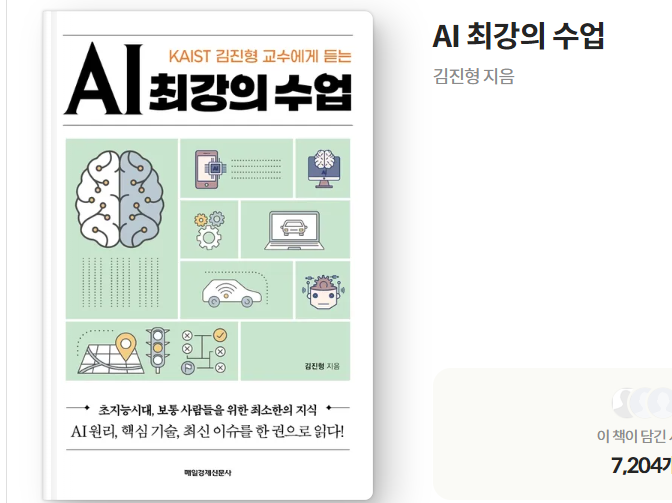 KAIST 김진형 교수에게 듣는
AI 최강의 수업
김진형 지음
초지능시대, 보통 사람들을 위한 최소한의 지식
AI 원리, 핵심 기술, 최신 이슈를 한 권으로 읽다!
매일경제신문사
AI 최강의 수업
김진형 지음
이 책이 담긴
7,204